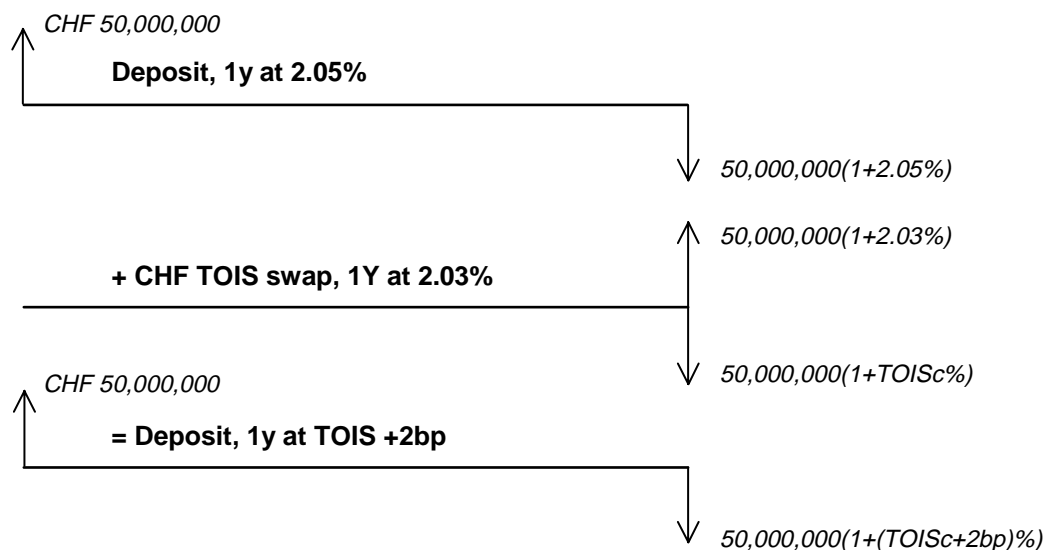 CHF 50,000,000
Deposit, 1y at 2.05%
50,000,000(1+2.05%)
50,000,000(1+2.03%)
+ CHF TOIS swap, 1Y at 2.03%
50,000,000(1+TOISc%)
CHF 50,000,000
= Deposit, 1y at TOIS +2bp
50,000,000(1+(TOISc+2bp)%)